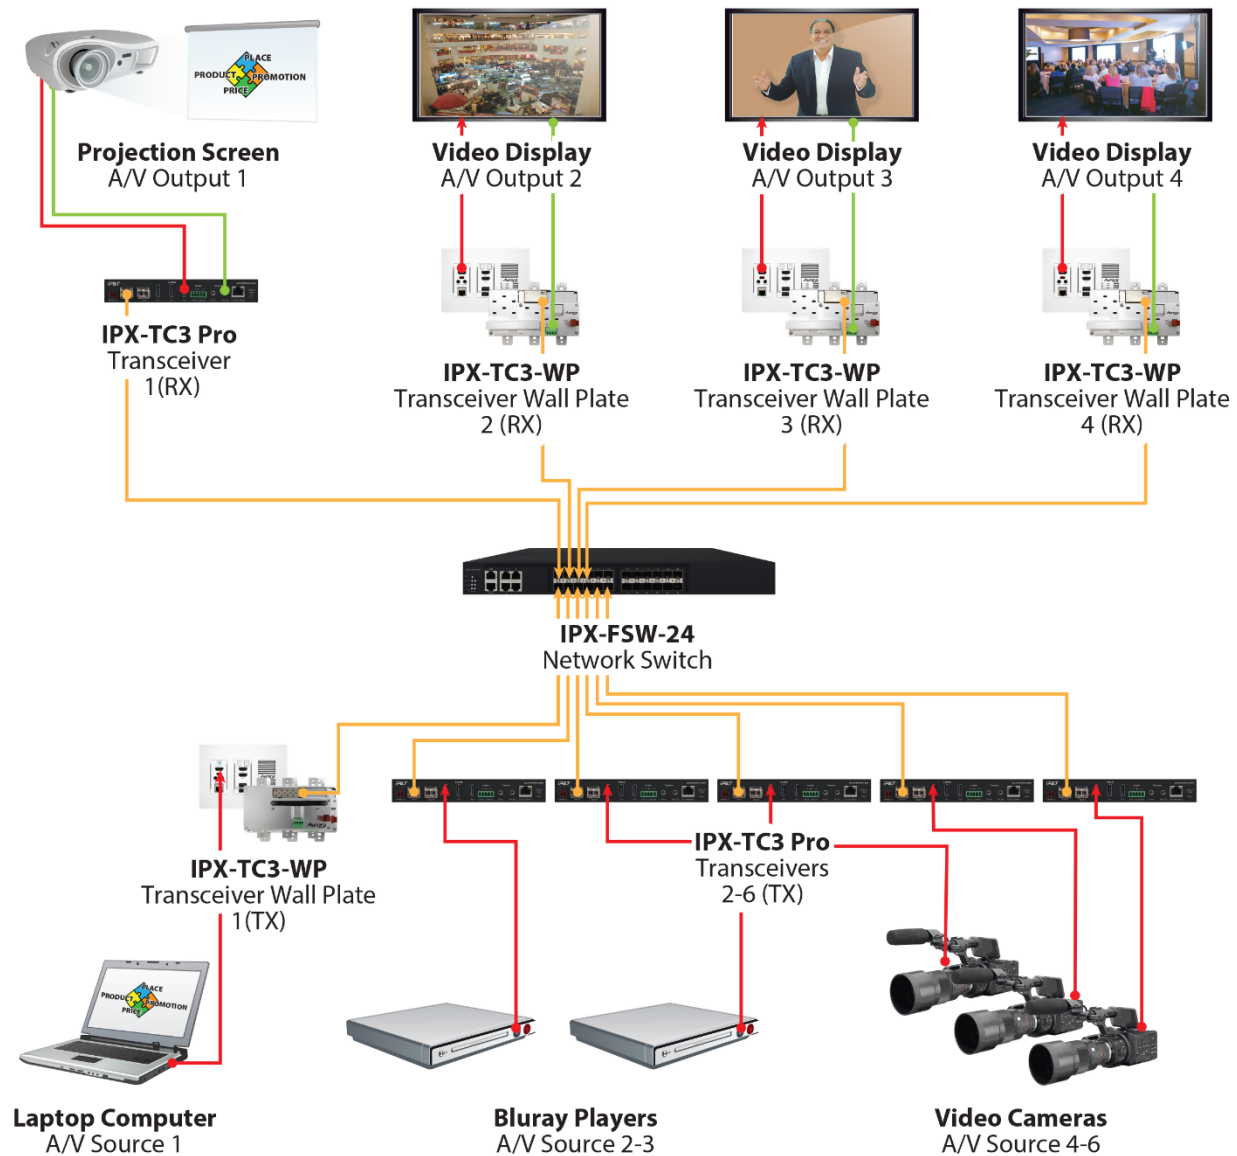 PLACE
PRODUCT PROMOTION
PRICE
Projection Screen
A/V Output 1
Video Display
A/V Output 2
Video Display
A/V Output 3
Video Display
A/V Output 4
IPX-TC3 Pro
Transceiver
1(RX)
IPX-TC3-WP
Transceiver Wall Plate
2 (RX)
IPX-TC3-WP
Transceiver Wall Plate
3 (RX)
IPX-TC3-WP
Transceiver Wall Plate
4 (RX)
IPX-FSW-24
Network Switch
IPX-TC3-WP
Transceiver Wall Plate
1(TX)
IPX-TC3 Pro
Transceivers
2-6 (TX)
PLACE
PRODUCT PROMOTION
PRICE
Laptop Computer
A/V Source 1
Bluray Players
A/V Source 2-3
Video Cameras
A/V Source 4-6